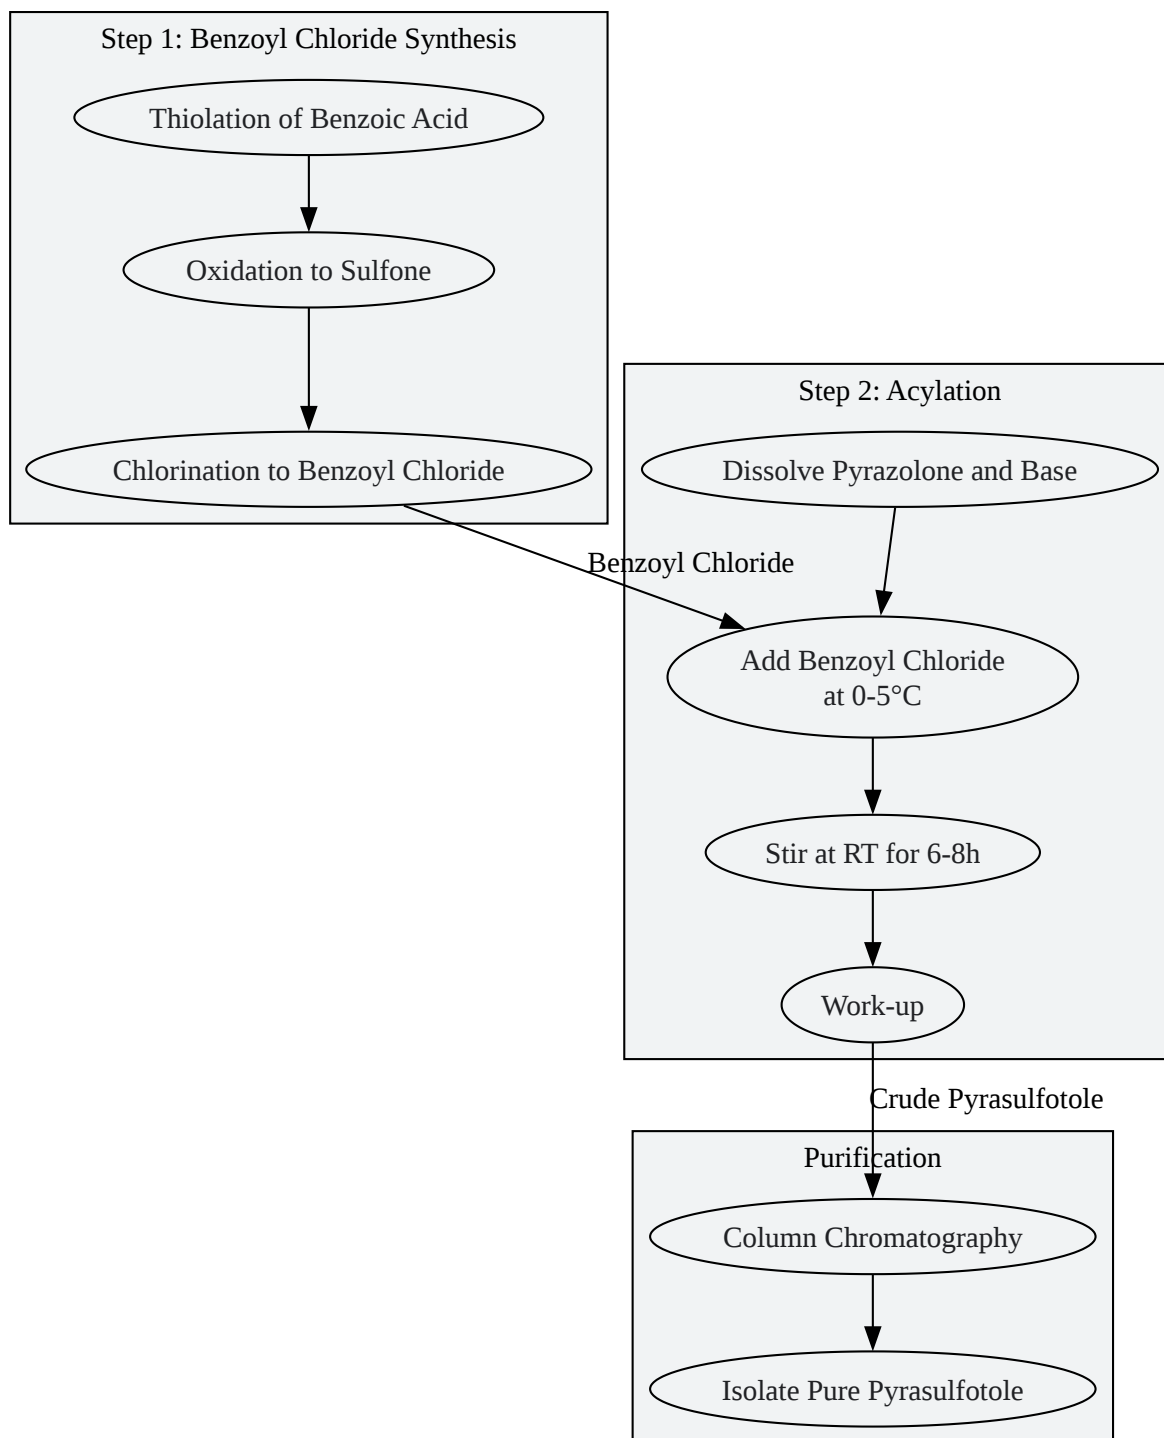 Step 1: Benzoyl Chloride Synthesis
Thiolation of Benzoic Acid
Oxidation to Sulfone
Chlorination to Benzoyl Chloride
Benzoyl Chloride
Step 2: Acylation
Dissolve Pyrazolone and Base
Add Benzoyl Chloride
at 0-5°C
Stir at RT for 6-8h
Work-up
Crude Pyrasulfotole
Purification
Column Chromatography
Isolate Pure Pyrasulfotole